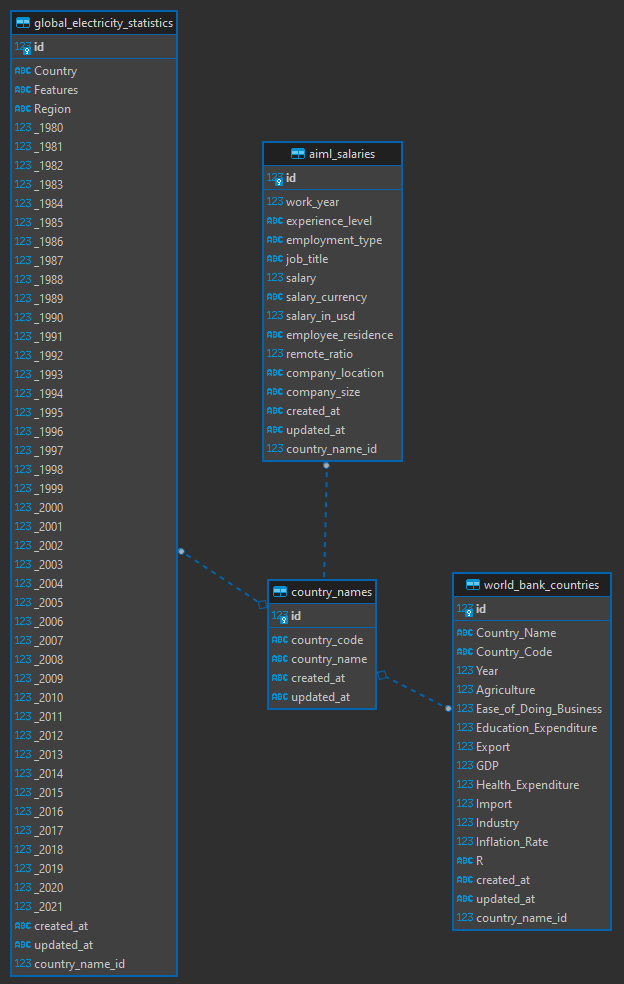 global_electricity_statistics
123 id
ABC Country
ABC Features
ABC Region
123 _1980
123 _1981
123 _1982
123 _1983
123 _1984
123 _1985
123 _1986
123 _1987
123 _1988
123 _1989
123 _1990
123 _1991
123 _1992
123 _1993
123 _1994
123 _1995
123 _1996
123 _1997
123 _1998
123 _1999
123 _2000
123 _2001
123 _2002
123 _2003
123 _2004
123 _2005
123 _2006
123 _2007
123 _2008
123 _2009
123 _2010
123 _2011
123 _2012
123 _2013
123 _2014
123 _2015
123 _2016
123 _2017
123 _2018
123 _2019
123 _2020
123 _2021
ABC created_at
ABC updated_at
123 country_name_id
aiml_salaries
123 id
123 work_year
ABC experience_level
ABC employment_type
ABC job_title
123 salary
ABC salary_currency
123 salary_in_usd
ABC employee_residence
123 remote_ratio
ABC company_location
ABC company_size
ABC created_at
ABC updated_at
123 country_name_id
country_names
123 id
ABC country_code
ABC country_name
ABC created_at
ABC updated_at
world_bank_countries
123 id
ABC Country_Name
ABC Country_Code
123 Year
123 Agriculture
123 Ease_of_Doing_Business
123 Education_Expenditure
123 Export
123 GDP
123 Health_Expenditure
123 Import
123 Industry
123 Inflation_Rate
ABC R
ABC created_at
ABC updated_at
123 country_name_id